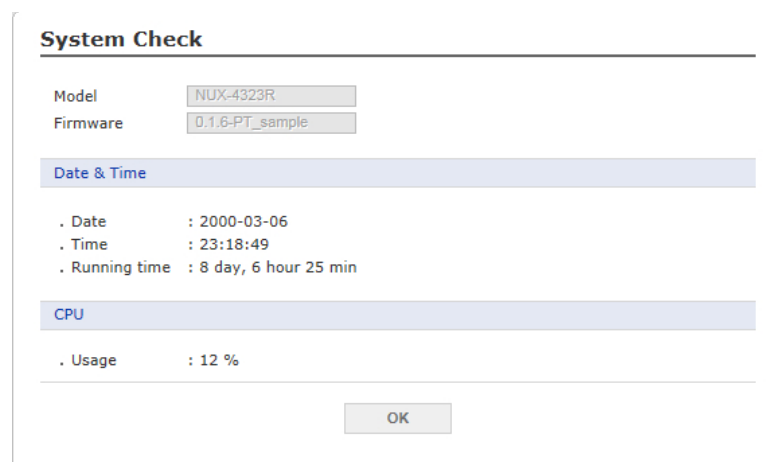 System Check
Model NUX-4323R
Firmware 0.1.6-PT_sample
Date & Time
. Date : 2000-03-06
. Time : 23:18:49
. Running time : 8 day, 6 hour 25 min
CPU
. Usage : 12 %
OK